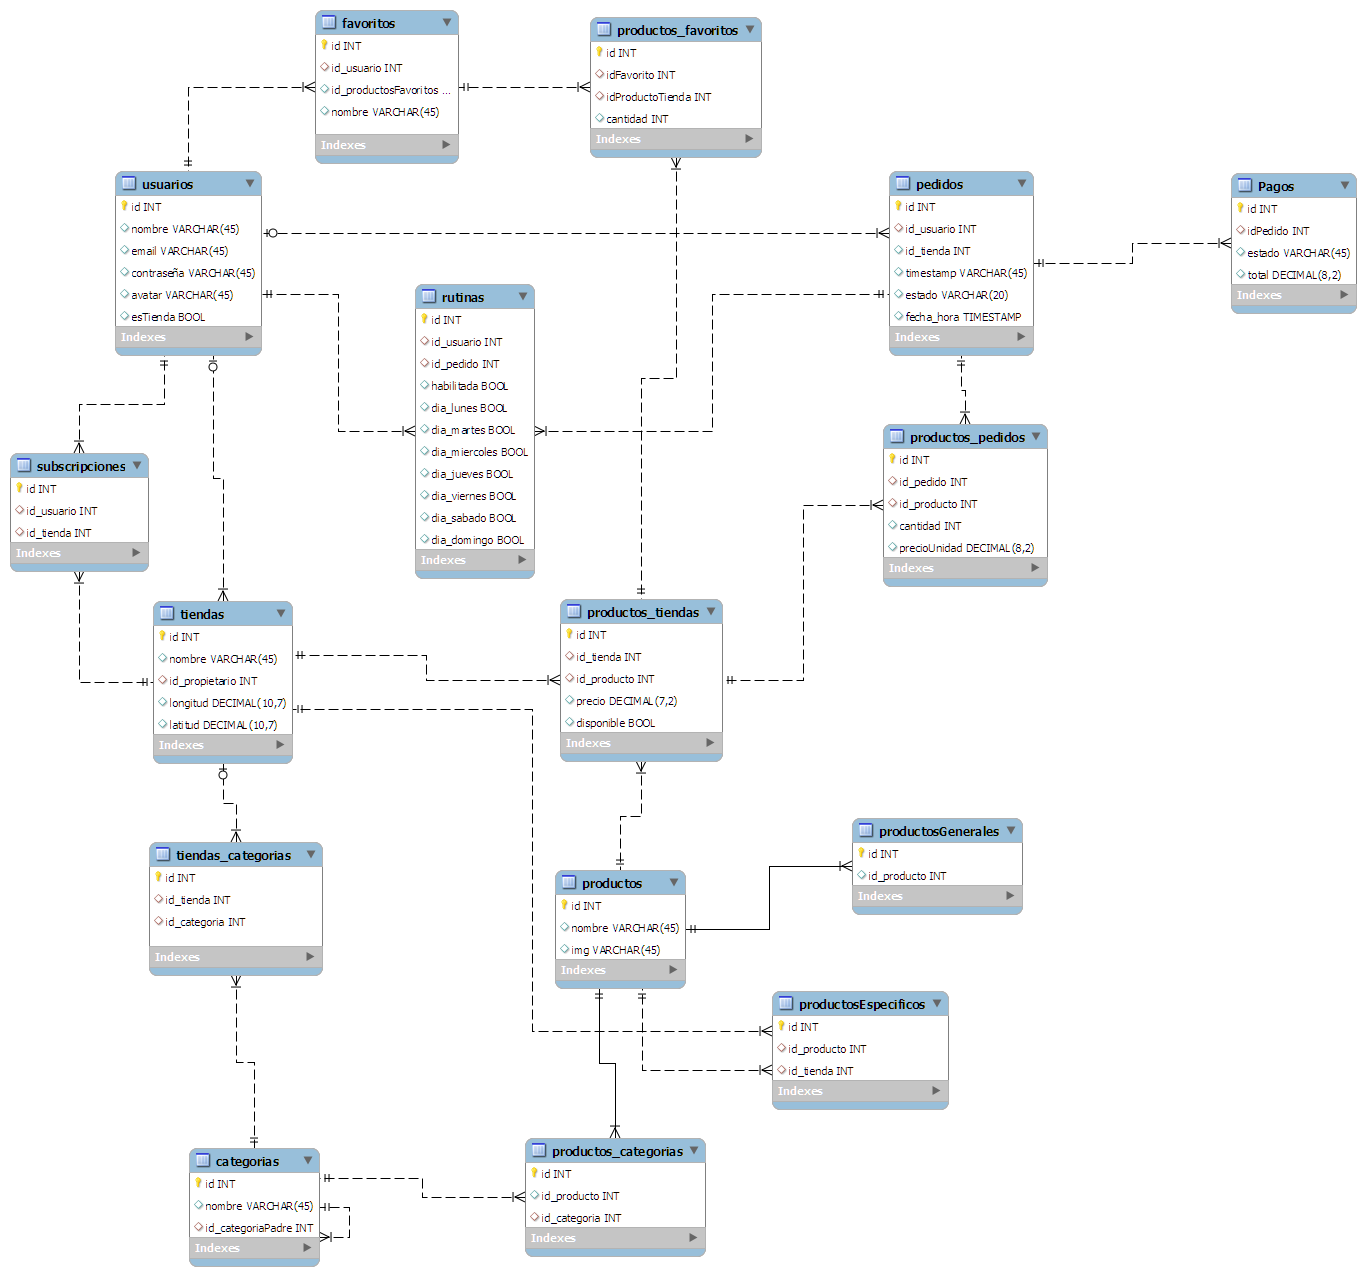 favoritos
id INT
id_usuario INT
id_productosFavoritos ...
nombre VARCHAR(45)
Indexes
productos_favoritos
id INT
idFavorito INT
idProductoTienda INT
cantidad INT
Indexes
usuarios
id INT
nombre VARCHAR(45)
email VARCHAR(45)
contraseña VARCHAR(45)
avatar VARCHAR(45)
esTienda BOOL
Indexes
pedidos
id INT
id_usuario INT
id_tienda INT
timestamp VARCHAR(45)
estado VARCHAR(20)
fecha_hora TIMESTAMP
Indexes
Pagos
id INT
idPedido INT
estado VARCHAR(45)
total DECIMAL(8,2)
Indexes
rutinas
id INT
id_usuario INT
id_pedido INT
habilitada BOOL
dia_lunes BOOL
dia_martes BOOL
dia_miercoles BOOL
dia_jueves BOOL
dia_viernes BOOL
dia_sabado BOOL
dia_domingo BOOL
Indexes
subscripciones
id INT
id_usuario INT
id_tienda INT
Indexes
productos_pedidos
id INT
id_pedido INT
id_producto INT
cantidad INT
precioUnidad DECIMAL(8,2)
Indexes
tiendas
id INT
nombre VARCHAR(45)
id_propietario INT
longitud DECIMAL(10,7)
latitud DECIMAL(10,7)
Indexes
productos_tiendas
id INT
id_tienda INT
id_producto INT
precio DECIMAL(7,2)
disponible BOOL
Indexes
tiendas_categorias
id INT
id_tienda INT
id_categoria INT
Indexes
productos
id INT
nombre VARCHAR(45)
img VARCHAR(45)
Indexes
productosGenerales
id INT
id_producto INT
Indexes
productosEspecificos
id INT
id_producto INT
id_tienda INT
Indexes
categorias
id INT
nombre VARCHAR(45)
id_categoriaPadre INT
Indexes
productos_categorias
id INT
id_producto INT
id_categoria INT
Indexes